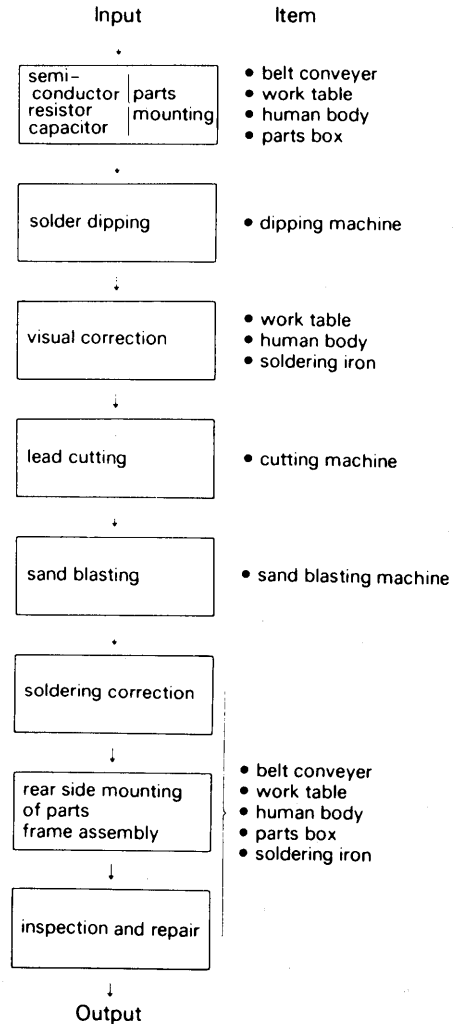 Input Item
semi-
conductor parts
resistor mounting
capacitor
• belt conveyer
• work table
• human body
• parts box
solder dipping
• dipping machine
visual correction
• work table
• human body
• soldering iron
lead cutting
• cutting machine
sand blasting
• sand blasting machine
soldering correction
rear side mounting
of parts
frame assembly
• belt conveyer
• work table
• human body
• parts box
• soldering iron
inspection and repair
Output